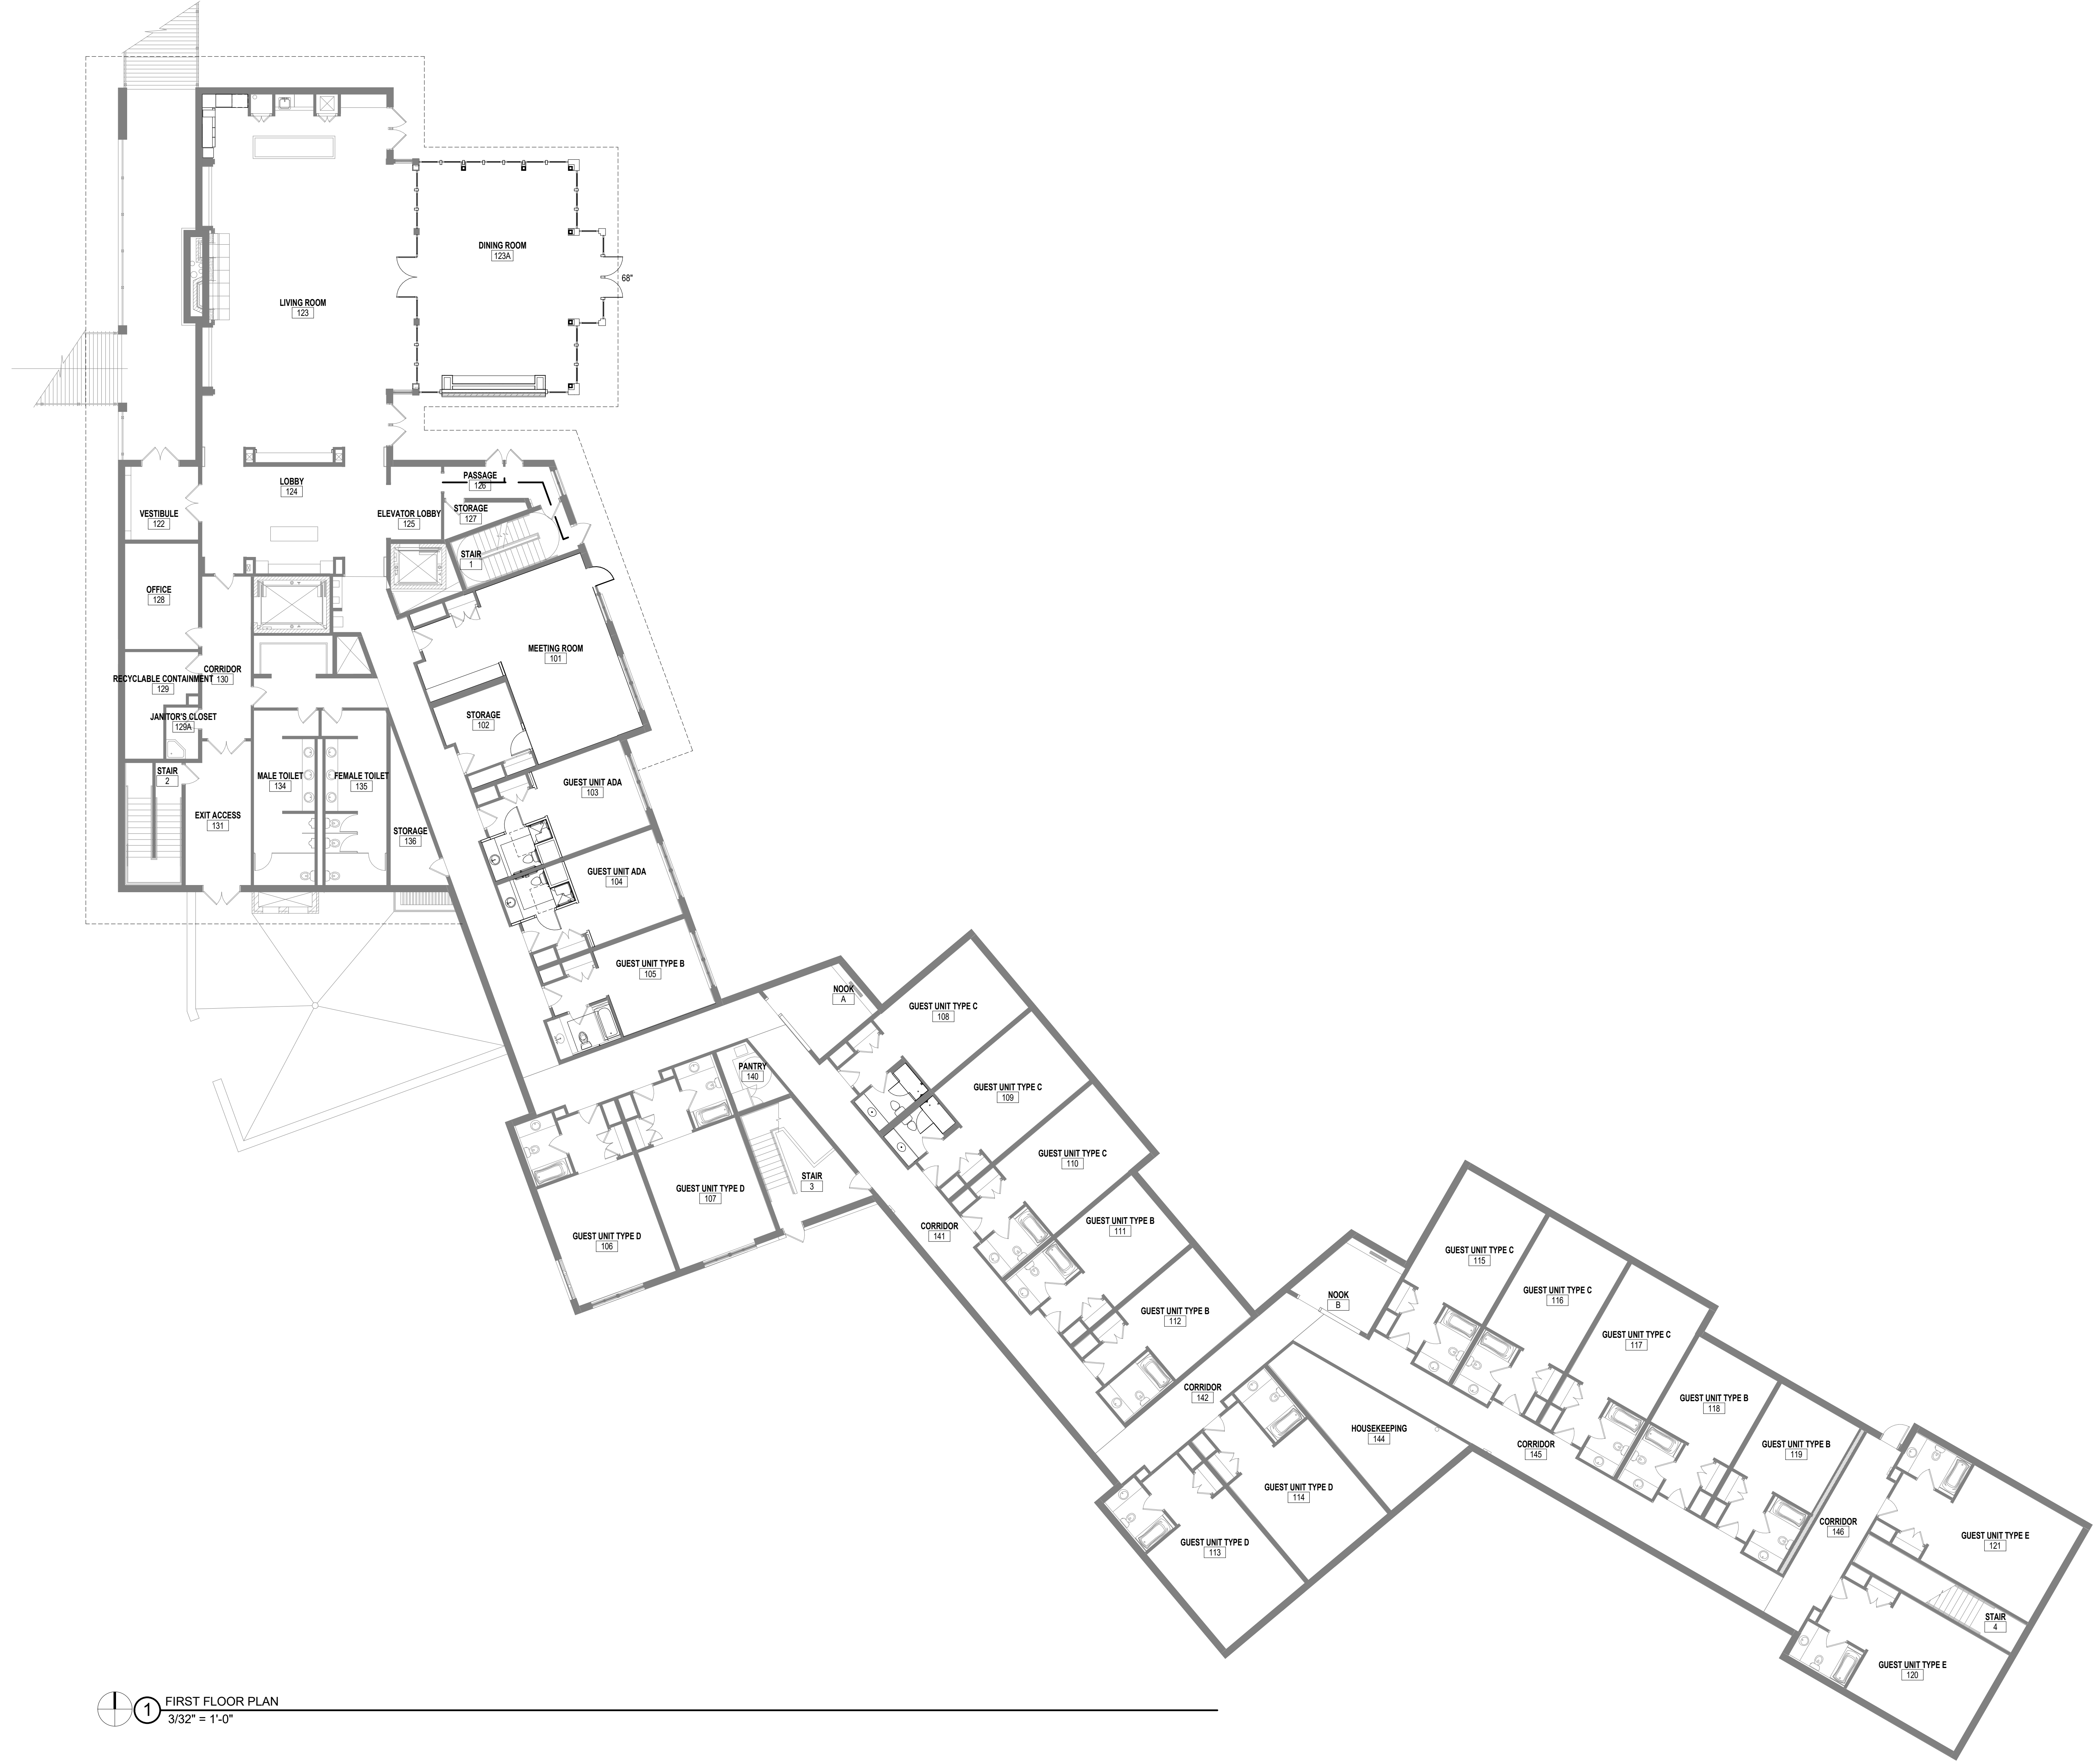 DINING ROOM
123A
68"
LIVING ROOM
123
PASSAGE
126
LOBBY
124
STORAGE
127
ELEVATOR LOBBY
125
VESTIBULE
122
STAIR
1
OFFICE
128
MEETING ROOM
101
CORRIDOR
130
RECYCLABLE CONTAINMENT
129
STORAGE
102
JANITOR'S CLOSET
129A
STAIR
2
MALE TOILET
134
FEMALE TOILET
135
GUEST UNIT ADA
103
EXIT ACCESS
131
STORAGE
136
GUEST UNIT ADA
104
GUEST UNIT TYPE B
105
NOOK
A
GUEST UNIT TYPE C
108
PANTRY
140
GUEST UNIT TYPE C
109
GUEST UNIT TYPE C
110
STAIR
3
GUEST UNIT TYPE D
107
GUEST UNIT TYPE B
111
CORRIDOR
141
GUEST UNIT TYPE D
106
GUEST UNIT TYPE C
115
GUEST UNIT TYPE C
116
NOOK
B
GUEST UNIT TYPE B
112
GUEST UNIT TYPE C
117
CORRIDOR
142
GUEST UNIT TYPE B
118
HOUSEKEEPING
144
CORRIDOR
145
GUEST UNIT TYPE B
119
GUEST UNIT TYPE D
114
CORRIDOR
146
GUEST UNIT TYPE E
121
GUEST UNIT TYPE D
113
STAIR
4
GUEST UNIT TYPE E
120
1
FIRST FLOOR PLAN
3/32" = 1'-0"